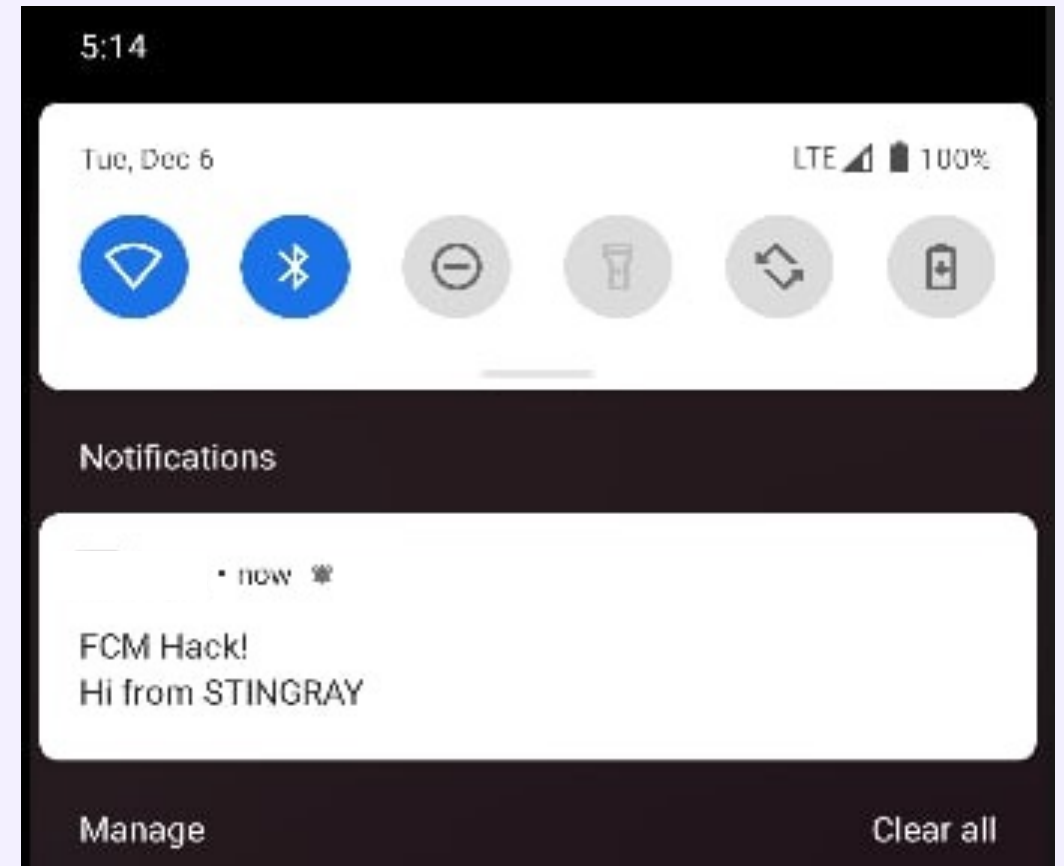 5:14
Tue, Dec 6 LTE 100%
Notifications
• now
FCM Hack!
Hi from STINGRAY
Manage Clear all